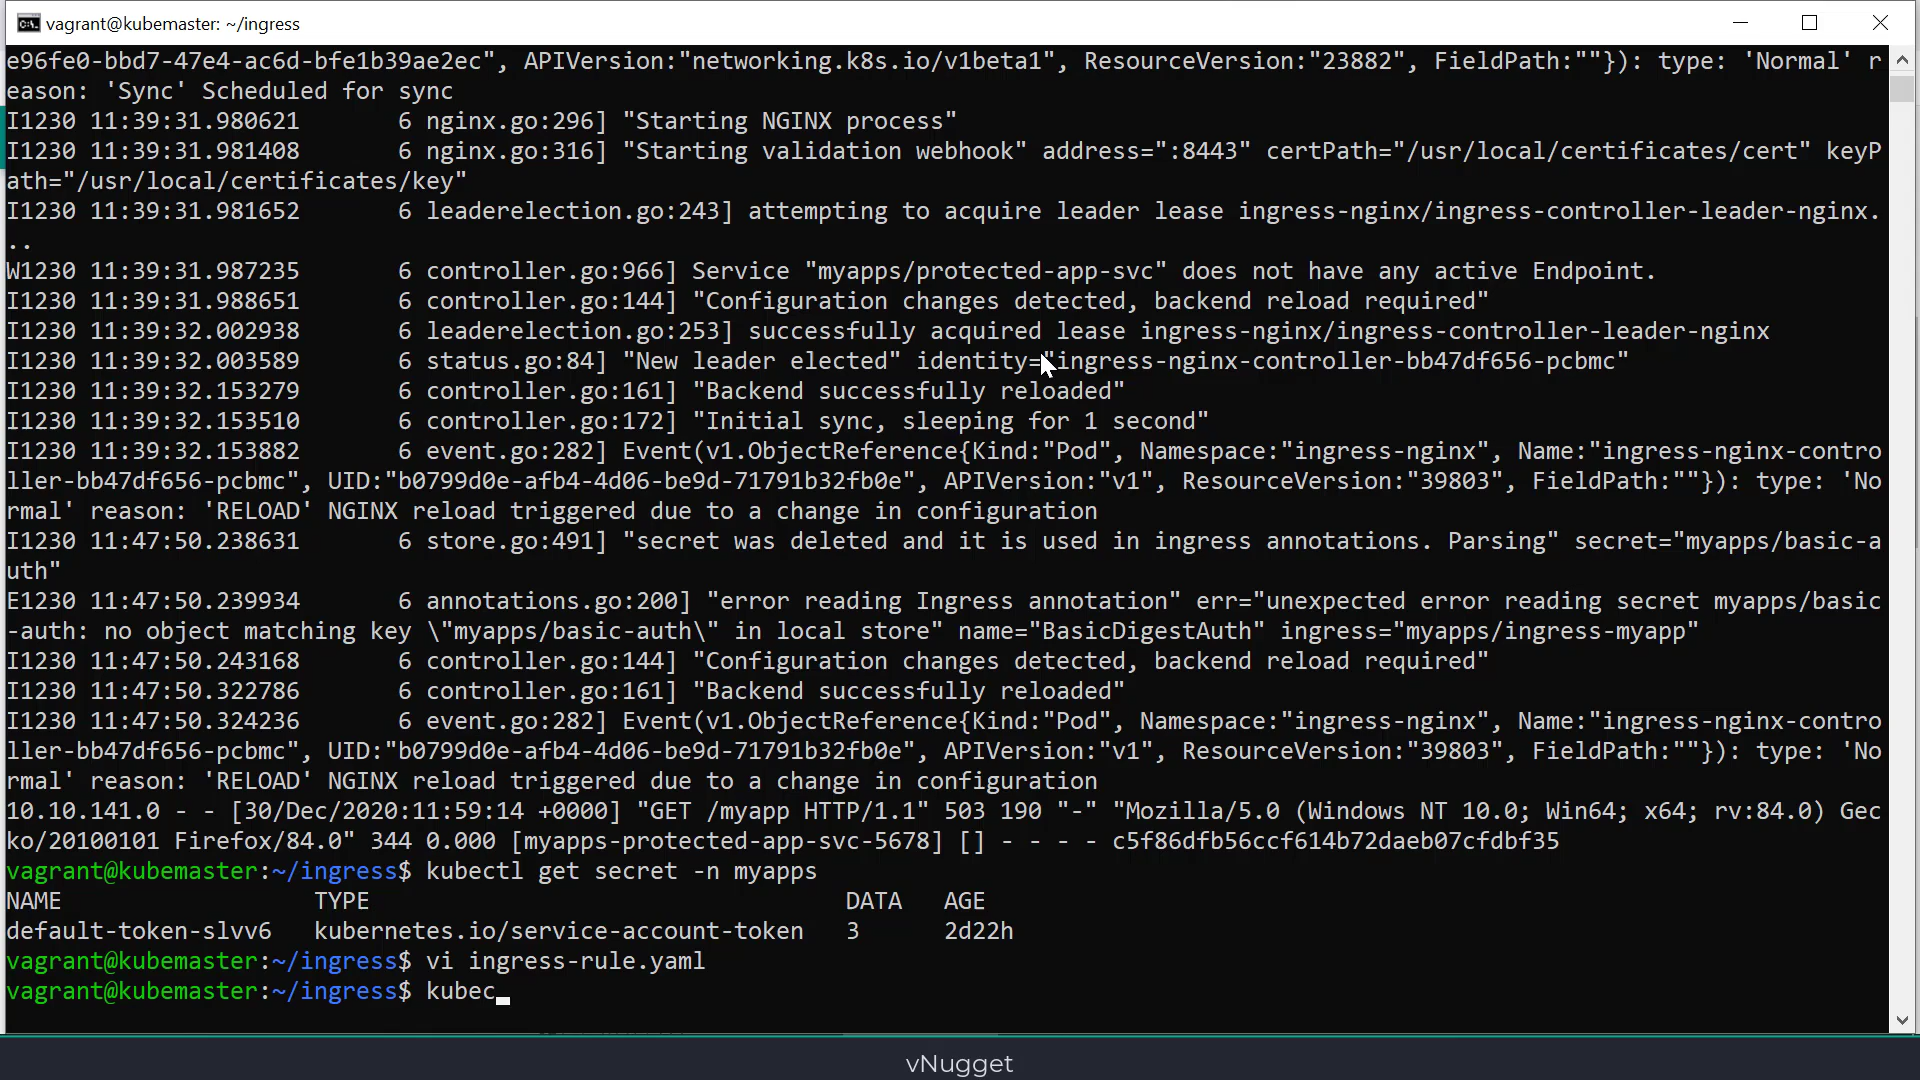 vagrant@kubemaster: ~/ingress
e96fe0-bbd7-47e4-ac6d-bfe1b39ae2ec", APIVersion:"networking.k8s.io/v1beta1", ResourceVersion:"23882", FieldPath:""}): type: 'Normal' r
eason: 'Sync' Scheduled for sync
I1230 11:39:31.980621       6 nginx.go:296] "Starting NGINX process"
I1230 11:39:31.981408       6 nginx.go:316] "Starting validation webhook" address=":8443" certPath="/usr/local/certificates/cert" keyP
ath="/usr/local/certificates/key"
I1230 11:39:31.981652       6 leaderelection.go:243] attempting to acquire leader lease ingress-nginx/ingress-controller-leader-nginx.
..
W1230 11:39:31.987235       6 controller.go:966] Service "myapps/protected-app-svc" does not have any active Endpoint.
I1230 11:39:31.988651       6 controller.go:144] "Configuration changes detected, backend reload required"
I1230 11:39:32.002938       6 leaderelection.go:253] successfully acquired lease ingress-nginx/ingress-controller-leader-nginx
I1230 11:39:32.003589       6 status.go:84] "New leader elected" identity="ingress-nginx-controller-bb47df656-pcbmc"
I1230 11:39:32.153279       6 controller.go:161] "Backend successfully reloaded"
I1230 11:39:32.153510       6 controller.go:172] "Initial sync, sleeping for 1 second"
I1230 11:39:32.153882       6 event.go:282] Event(v1.ObjectReference{Kind:"Pod", Namespace:"ingress-nginx", Name:"ingress-nginx-contro
ller-bb47df656-pcbmc", UID:"b0799d0e-afb4-4d06-be9d-71791b32fb0e", APIVersion:"v1", ResourceVersion:"39803", FieldPath:""}): type: 'No
rmal' reason: 'RELOAD' NGINX reload triggered due to a change in configuration
I1230 11:47:50.238631       6 store.go:491] "secret was deleted and it is used in ingress annotations. Parsing" secret="myapps/basic-a
uth"
E1230 11:47:50.239934       6 annotations.go:200] "error reading Ingress annotation" err="unexpected error reading secret myapps/basic
-auth: no object matching key \"myapps/basic-auth\" in local store" name="BasicDigestAuth" ingress="myapps/ingress-myapp"
I1230 11:47:50.243168       6 controller.go:144] "Configuration changes detected, backend reload required"
I1230 11:47:50.322786       6 controller.go:161] "Backend successfully reloaded"
I1230 11:47:50.324236       6 event.go:282] Event(v1.ObjectReference{Kind:"Pod", Namespace:"ingress-nginx", Name:"ingress-nginx-contro
ller-bb47df656-pcbmc", UID:"b0799d0e-afb4-4d06-be9d-71791b32fb0e", APIVersion:"v1", ResourceVersion:"39803", FieldPath:""}): type: 'No
rmal' reason: 'RELOAD' NGINX reload triggered due to a change in configuration
10.10.141.0 - - [30/Dec/2020:11:59:14 +0000] "GET /myapp HTTP/1.1" 503 190 "-" "Mozilla/5.0 (Windows NT 10.0; Win64; x64; rv:84.0) Gec
ko/20100101 Firefox/84.0" 344 0.000 [myapps-protected-app-svc-5678] [] - - - - c5f86dfb56ccf614b72daeb07cfdbf35
vagrant@kubemaster:~/ingress$ kubectl get secret -n myapps
NAME                  TYPE                                  DATA   AGE
default-token-slvv6   kubernetes.io/service-account-token   3      2d22h
vagrant@kubemaster:~/ingress$ vi ingress-rule.yaml
vagrant@kubemaster:~/ingress$ kubec
vNugget